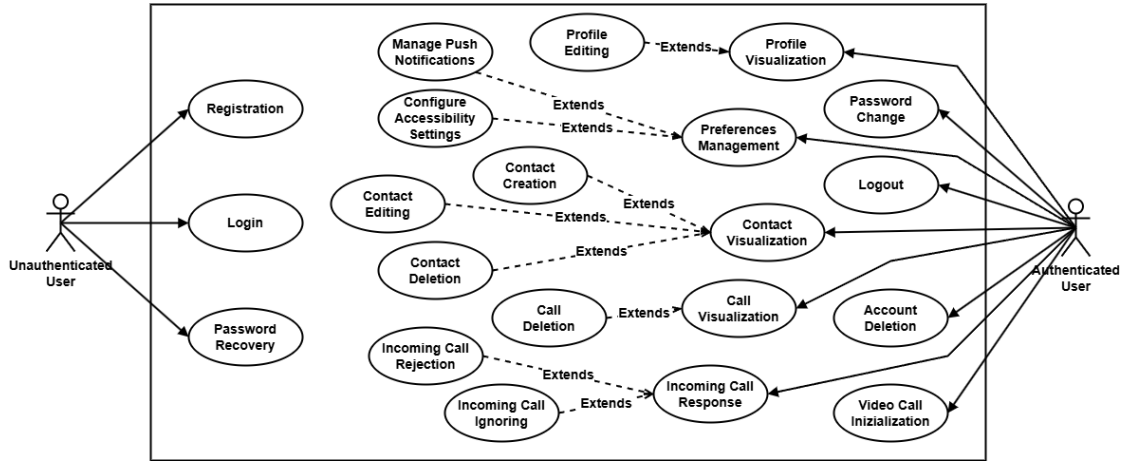 Registration
Login
Password
Recovery
Unauthenticated
User
Manage Push
Notifications
Configure
Accessibility
Settings
Profile
Editing
Extends
Profile
Visualization
Extends
Extends
Preferences
Management
Password
Change
Contact
Creation
Contact
Editing
Contact
Deletion
Extends
Extends
Extends
Contact
Visualization
Logout
Authenticated
User
Call
Deletion
Extends
Call
Visualization
Account
Deletion
Incoming Call
Rejection
Incoming Call
Ignoring
Extends
Extends
Incoming Call
Response
Video Call
Inizialization